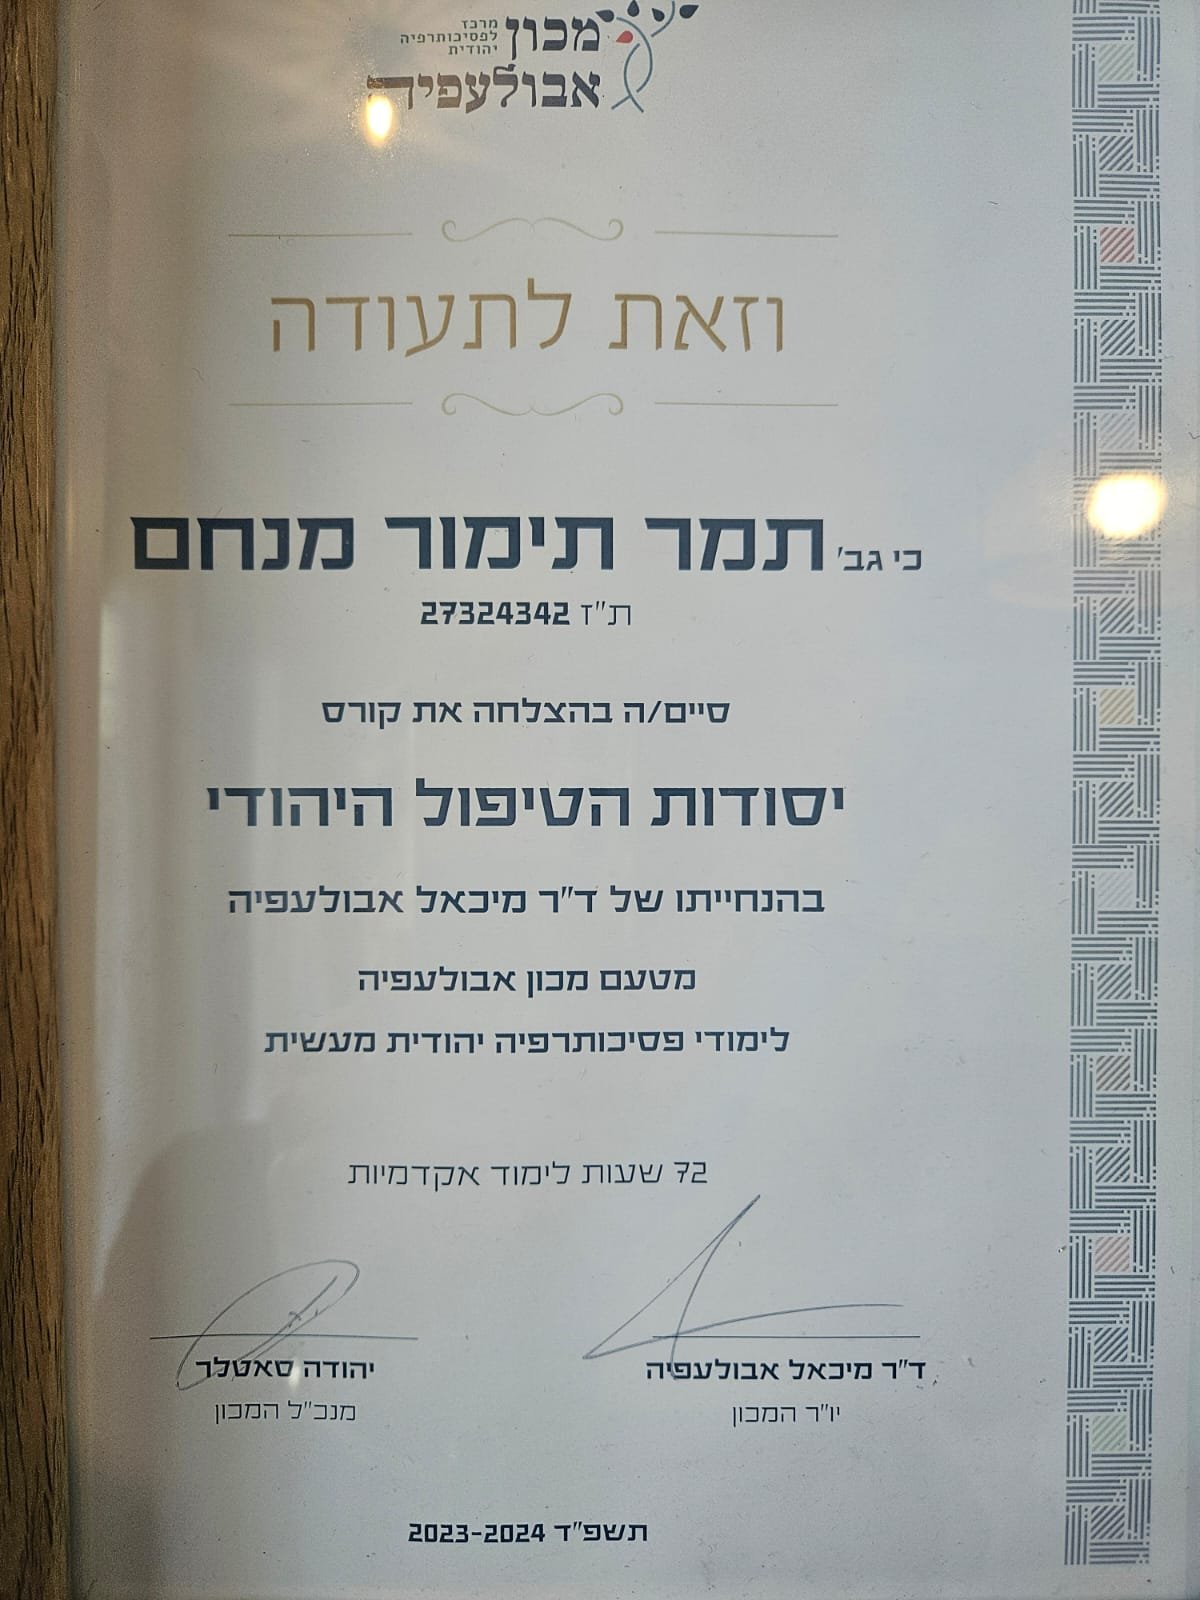 מכון
מרכז
לפסיכותרפיה
יהודית
אבולעפיה
וזאת לתעודה
כי גב' תמר תימור מנחם
ת"ז 27324342
סיים/ה בהצלחה את קורס
יסודות הטיפול היהודי
בהנחייתו של ד"ר מיכאל אבולעפיה
מטעם מכון אבולעפיה
לימודי פסיכותרפיה יהודית מעשית
72 שעות לימוד אקדמיות
ד"ר מיכאל אבולעפיה
יו"ר המכון
יהודה סאטלר
מנכ"ל המכון
תשפ"ד 2023-2024